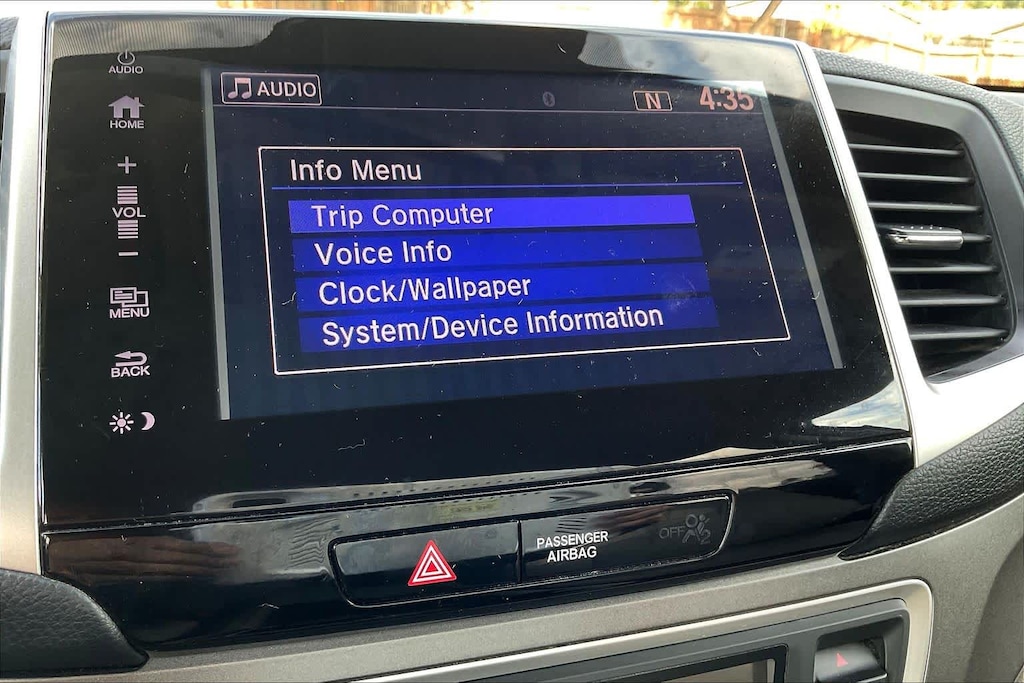 AUDIO
HOME
+
VOL
−
MENU
BACK
AUDIO
N
4:35
Info Menu
Trip Computer
Voice Info
Clock/Wallpaper
System/Device Information
PASSENGER
AIRBAG
OFF